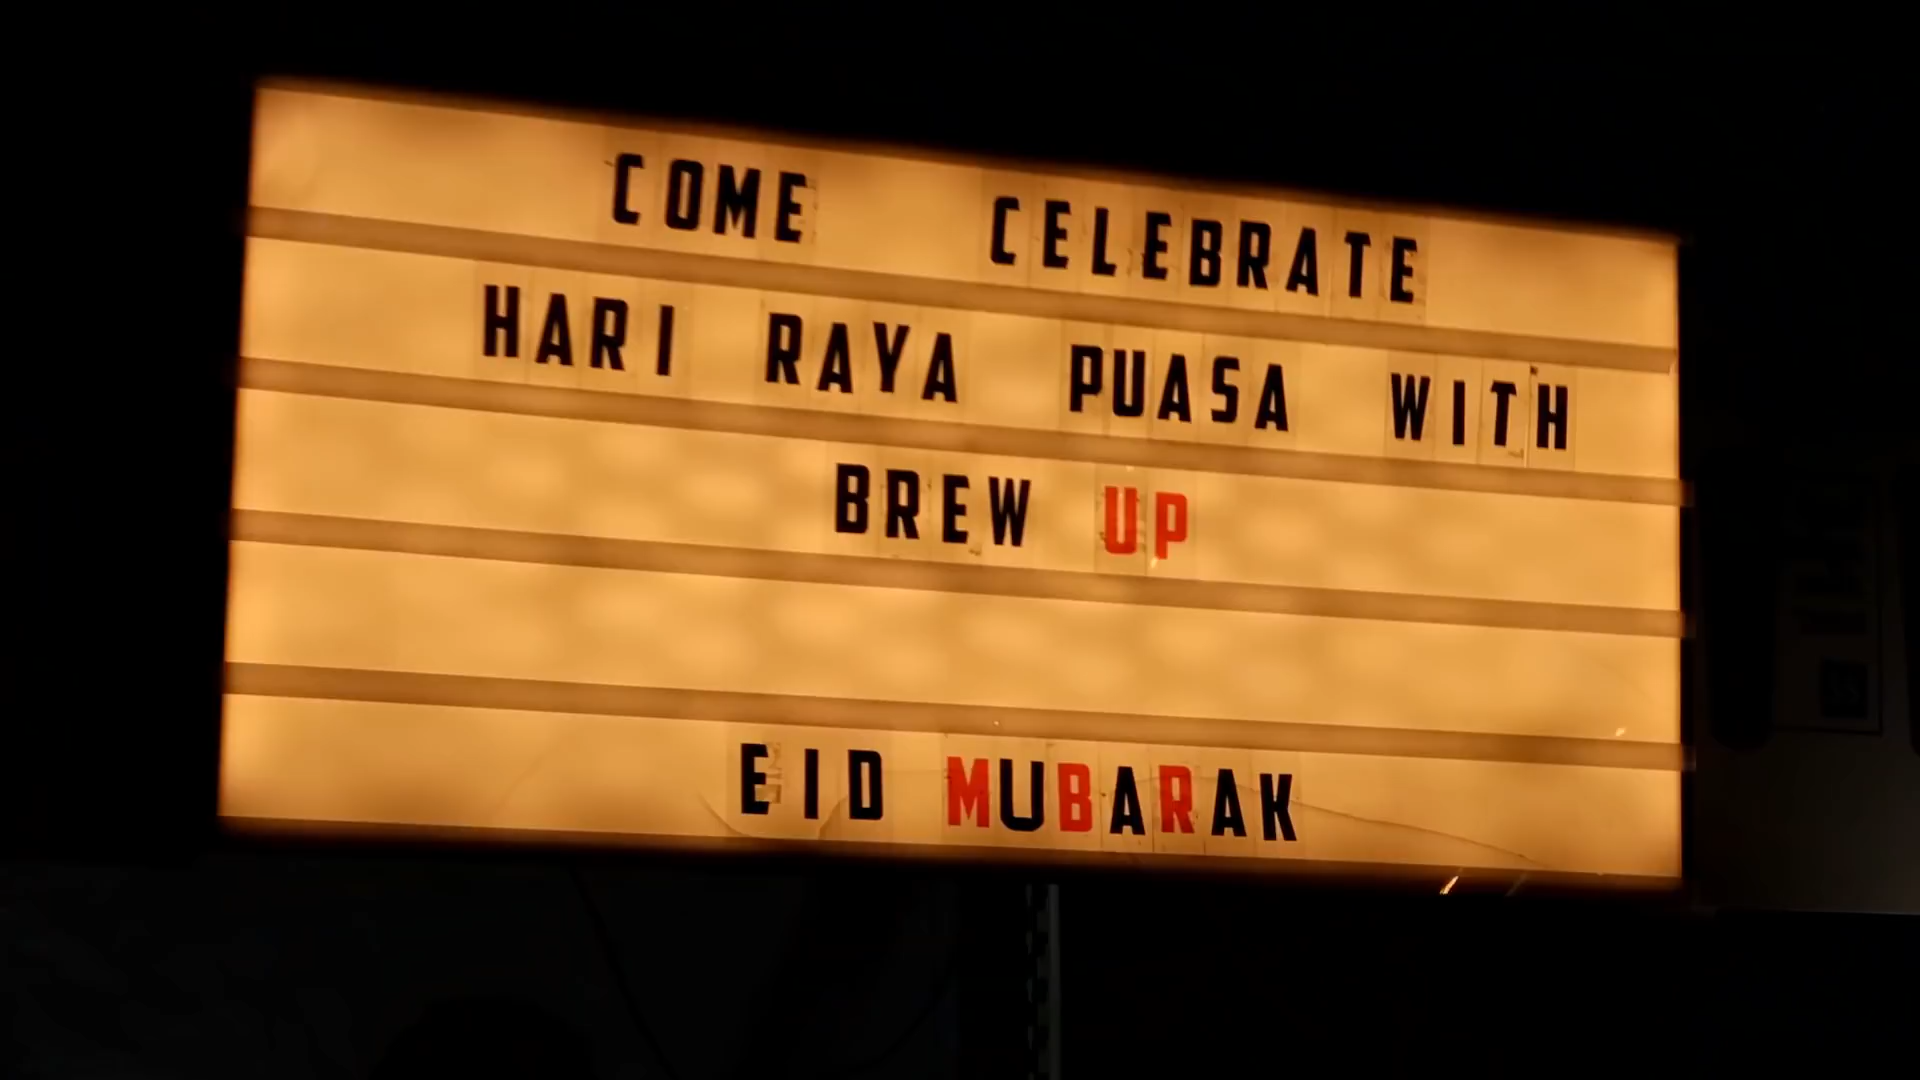 COME CELEBRATE
HARI RAYA PUASA WITH
BREW UP
EID MUBARAK